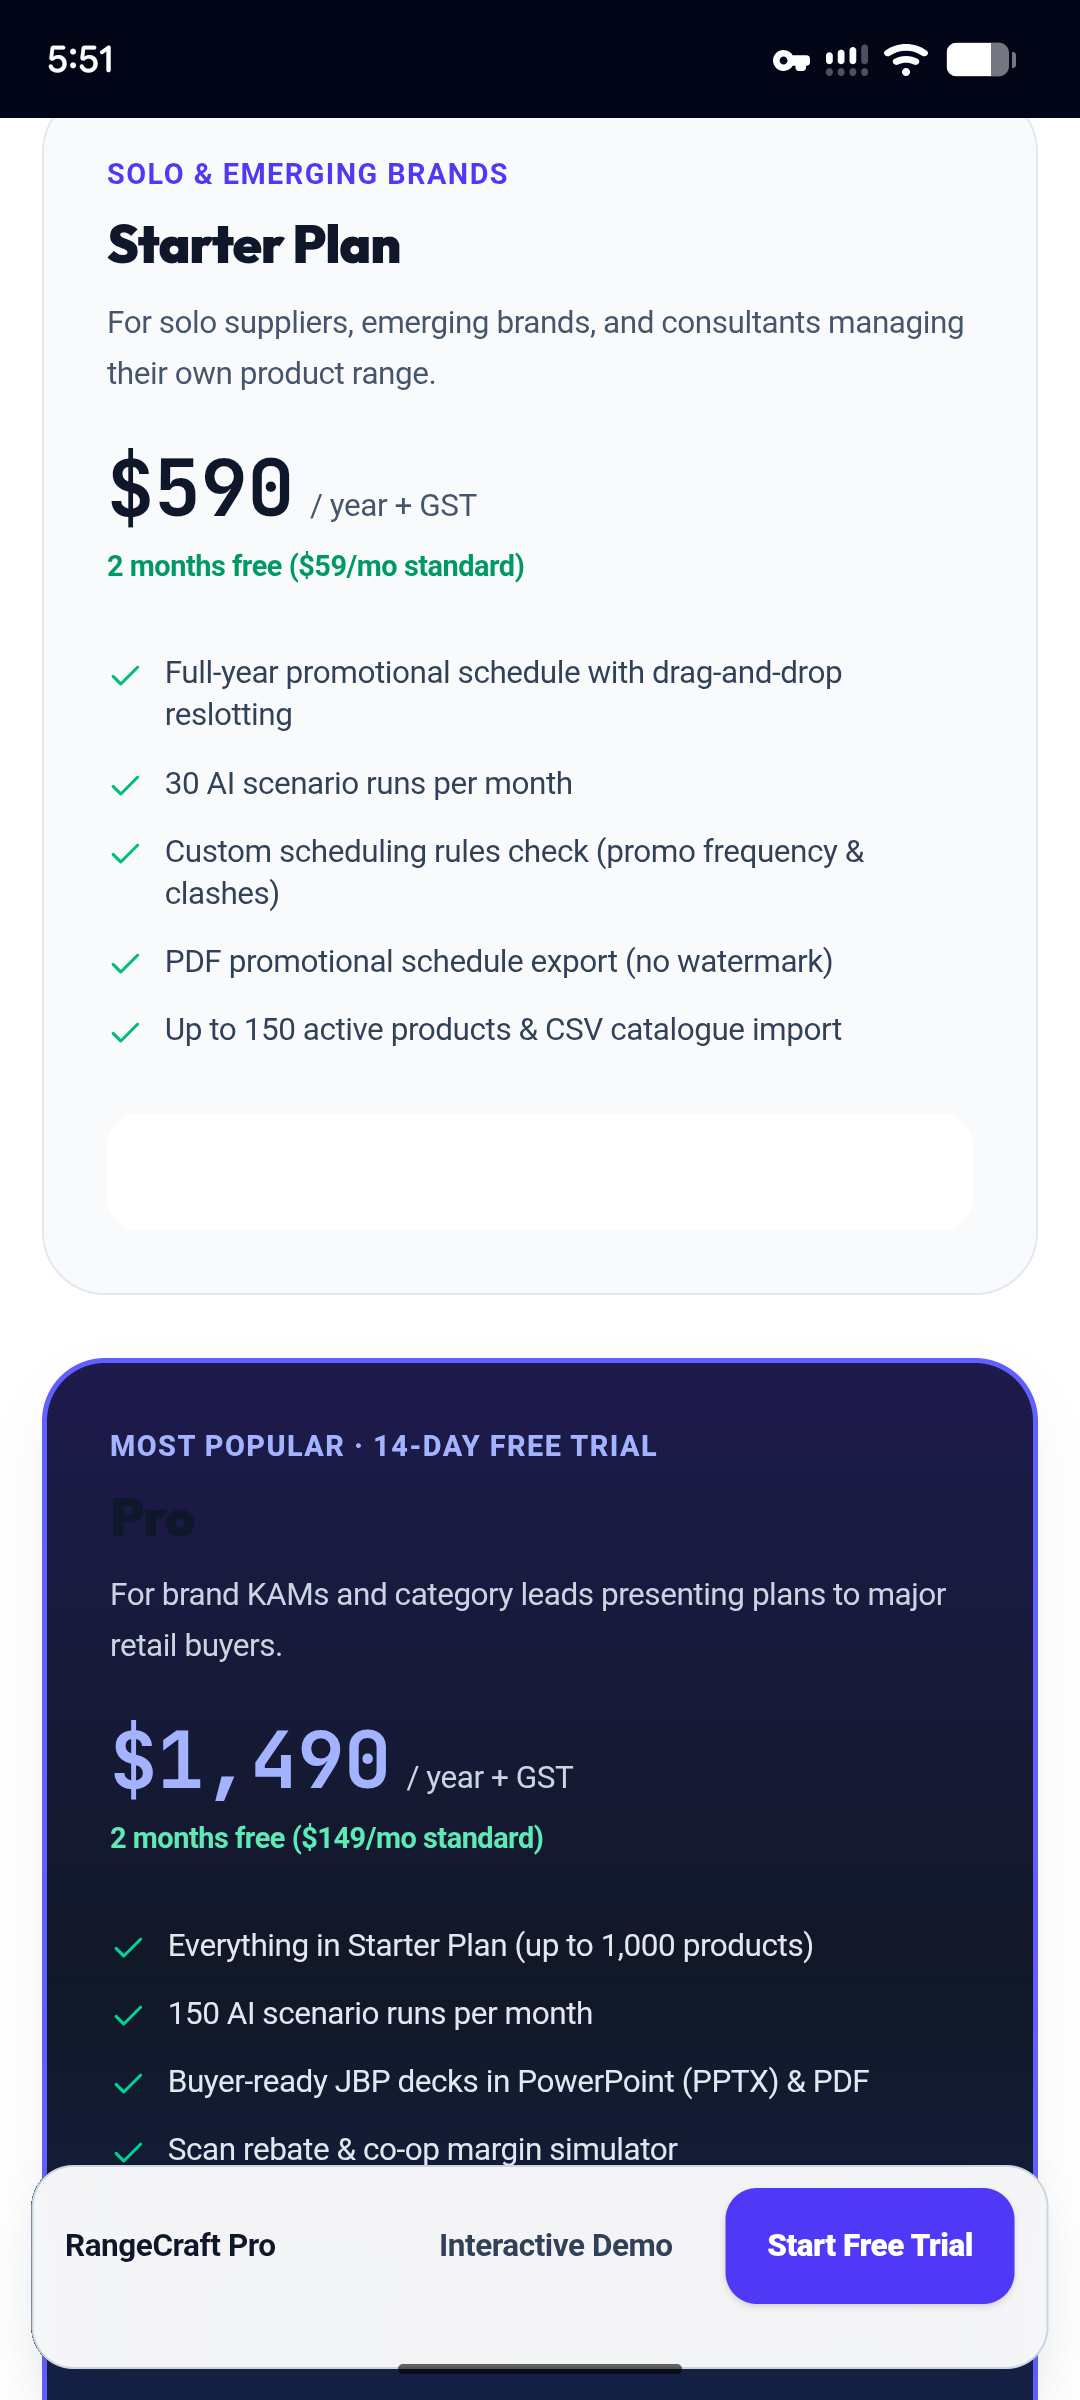 5:51
SOLO & EMERGING BRANDS
Starter Plan
For solo suppliers, emerging brands, and consultants managing
their own product range.
$590 / year + GST
2 months free ($59/mo standard)
Full-year promotional schedule with drag-and-drop
reslotting
30 AI scenario runs per month
Custom scheduling rules check (promo frequency &
clashes)
PDF promotional schedule export (no watermark)
Up to 150 active products & CSV catalogue import
MOST POPULAR · 14-DAY FREE TRIAL
Pro
For brand KAMs and category leads presenting plans to major
retail buyers.
$1,490 / year + GST
2 months free ($149/mo standard)
Everything in Starter Plan (up to 1,000 products)
150 AI scenario runs per month
Buyer-ready JBP decks in PowerPoint (PPTX) & PDF
Scan rebate & co-op margin simulator
RangeCraft Pro Interactive Demo Start Free Trial